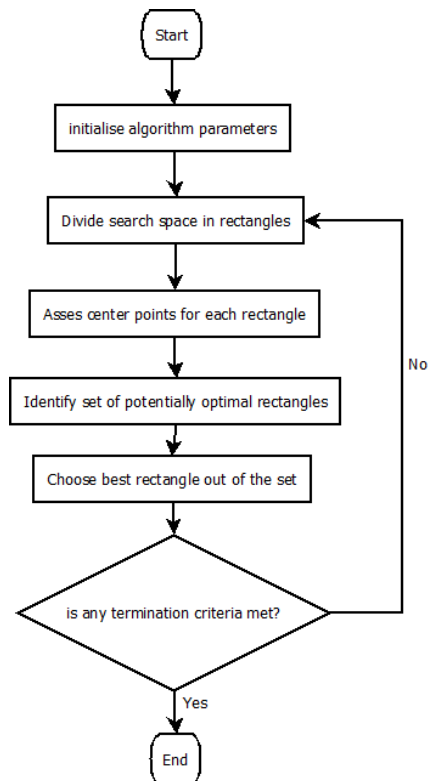 Start
initialise algorithm parameters
Divide search space in rectangles
Asses center points for each rectangle
No
Identify set of potentially optimal rectangles
Choose best rectangle out of the set
is any termination criteria met?
Yes
End